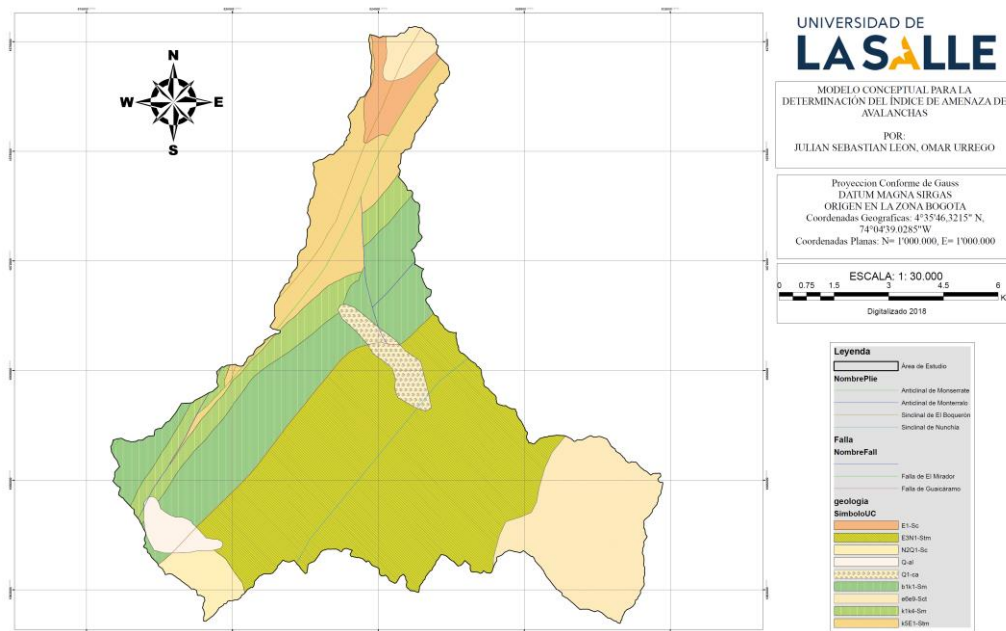 N
W
E
S
UNIVERSIDAD DE
LASALLE
MODELO CONCEPTUAL PARA LA
DETERMINACIÓN DEL ÍNDICE DE AMENAZA DE
AVALANCHAS
POR:
JULIAN SEBASTIAN LEON, OMAR URREGO
Proyeccion Conforme de Gauss
DATUM MAGNA SIRGAS
ORIGEN EN LA ZONA BOGOTA
Coordenadas Geograficas: 4°35'46,3215" N,
74°04'39.0285"W
Coordenadas Planas: N= 1'000.000, E= 1'000.000
ESCALA: 1: 30.000
0 0.75 1.5 3 4.5 6
K
Digitalizado 2018
Leyenda
Área de Estudio
NombrePlie
Anticlinal de Monserrate
Anticlinal de Monterralo
Sinclinal de El Boquerón
Sinclinal de Nunchia
Falla
NombreFall
Falla de El Mirador
Falla de Guaicáramo
geologia
SimboloUC
E1-Sc
E3N1-Stm
N2Q1-Sc
Q-al
Q1-ca
b1k1-Sm
e6e9-Sct
k1k6-Sm
k5E1-Stm